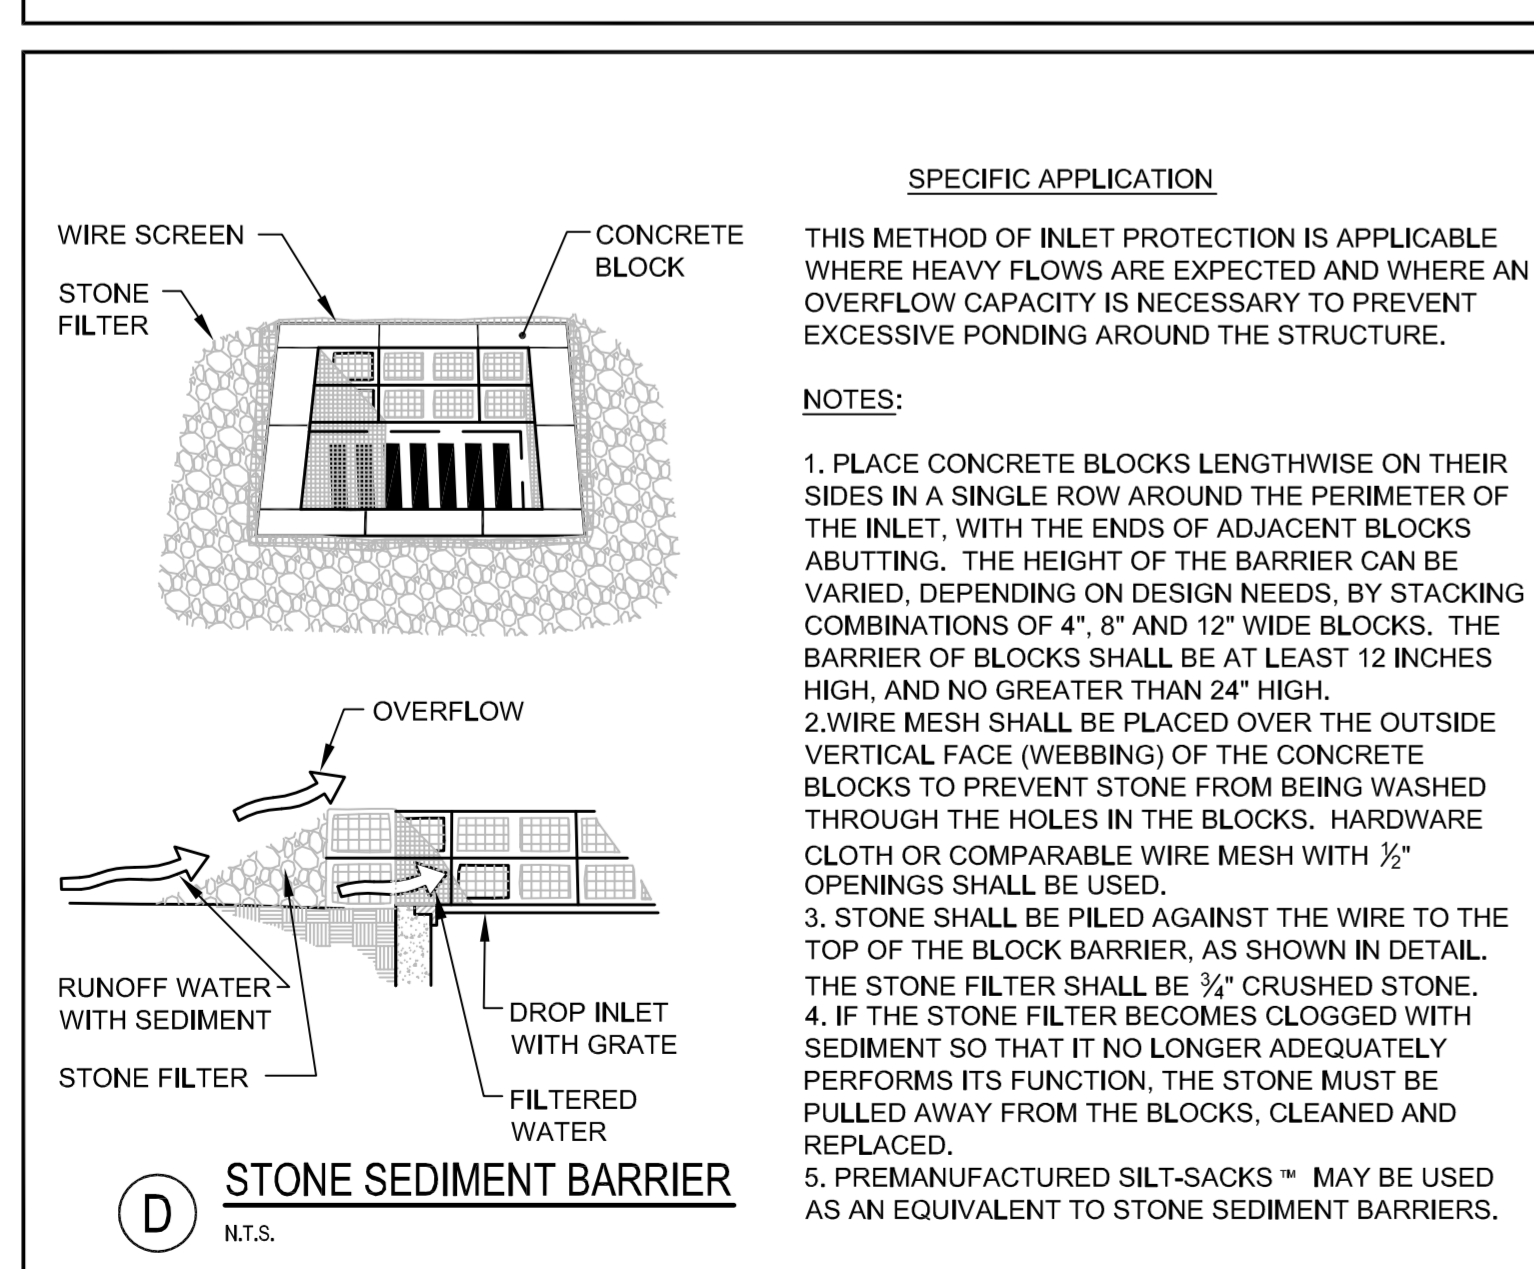 WIRE SCREEN
CONCRETE
BLOCK
STONE
FILTER
OVERFLOW
RUNOFF WATER
WITH SEDIMENT
STONE FILTER
DROP INLET
WITH GRATE
FILTERED
WATER
D
STONE SEDIMENT BARRIER
N.T.S.
SPECIFIC APPLICATION
THIS METHOD OF INLET PROTECTION IS APPLICABLE
WHERE HEAVY FLOWS ARE EXPECTED AND WHERE AN
OVERFLOW CAPACITY IS NECESSARY TO PREVENT
EXCESSIVE PONDING AROUND THE STRUCTURE.
NOTES:
1. PLACE CONCRETE BLOCKS LENGTHWISE ON THEIR
SIDES IN A SINGLE ROW AROUND THE PERIMETER OF
THE INLET, WITH THE ENDS OF ADJACENT BLOCKS
ABUTTING. THE HEIGHT OF THE BARRIER CAN BE
VARIED, DEPENDING ON DESIGN NEEDS, BY STACKING
COMBINATIONS OF 4", 8" AND 12" WIDE BLOCKS. THE
BARRIER OF BLOCKS SHALL BE AT LEAST 12 INCHES
HIGH, AND NO GREATER THAN 24" HIGH.
2.WIRE MESH SHALL BE PLACED OVER THE OUTSIDE
VERTICAL FACE (WEBBING) OF THE CONCRETE
BLOCKS TO PREVENT STONE FROM BEING WASHED
THROUGH THE HOLES IN THE BLOCKS. HARDWARE
CLOTH OR COMPARABLE WIRE MESH WITH ½"
OPENINGS SHALL BE USED.
3. STONE SHALL BE PILED AGAINST THE WIRE TO THE
TOP OF THE BLOCK BARRIER, AS SHOWN IN DETAIL.
THE STONE FILTER SHALL BE ¾" CRUSHED STONE.
4. IF THE STONE FILTER BECOMES CLOGGED WITH
SEDIMENT SO THAT IT NO LONGER ADEQUATELY
PERFORMS ITS FUNCTION, THE STONE MUST BE
PULLED AWAY FROM THE BLOCKS, CLEANED AND
REPLACED.
5. PREMANUFACTURED SILT-SACKS ™ MAY BE USED
AS AN EQUIVALENT TO STONE SEDIMENT BARRIERS.